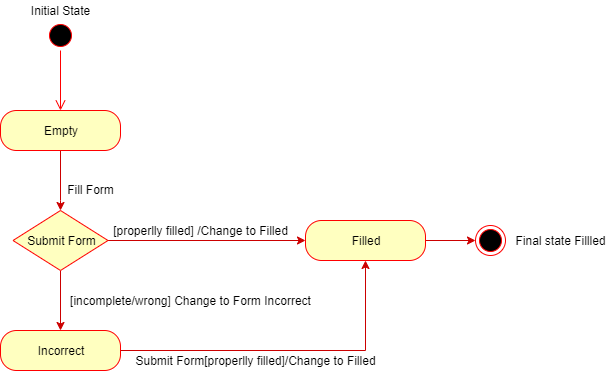 Initial State
Empty
Fill Form
Submit Form
[properlly filled] /Change to Filled
Filled
Final state Fillled
[incomplete/wrong] Change to Form Incorrect
Incorrect
Submit Form[properlly filled]/Change to Filled